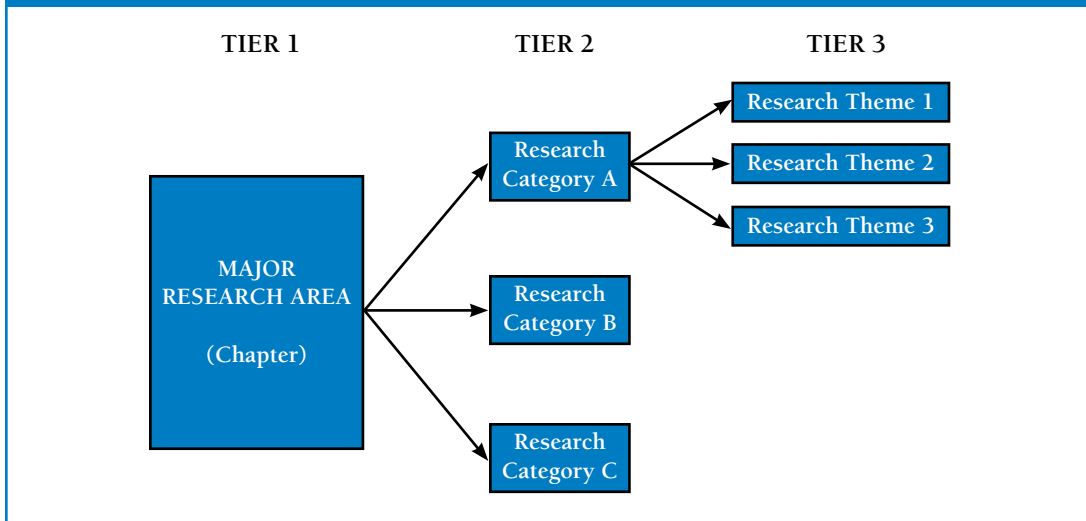 TIER 1
TIER 2
TIER 3
MAJOR
RESEARCH AREA
(Chapter)
Research
Category A
Research
Category B
Research
Category C
Research Theme 1
Research Theme 2
Research Theme 3